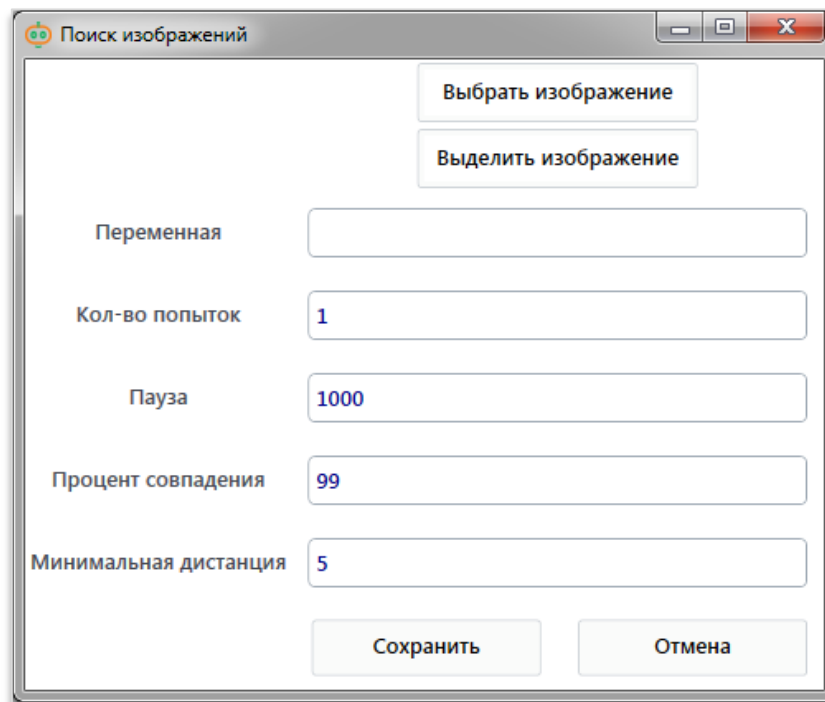 Поиск изображений
Выбрать изображение
Выделить изображение
Переменная
Кол-во попыток 1
Пауза 1000
Процент совпадения 99
Минимальная дистанция 5
Сохранить Отмена